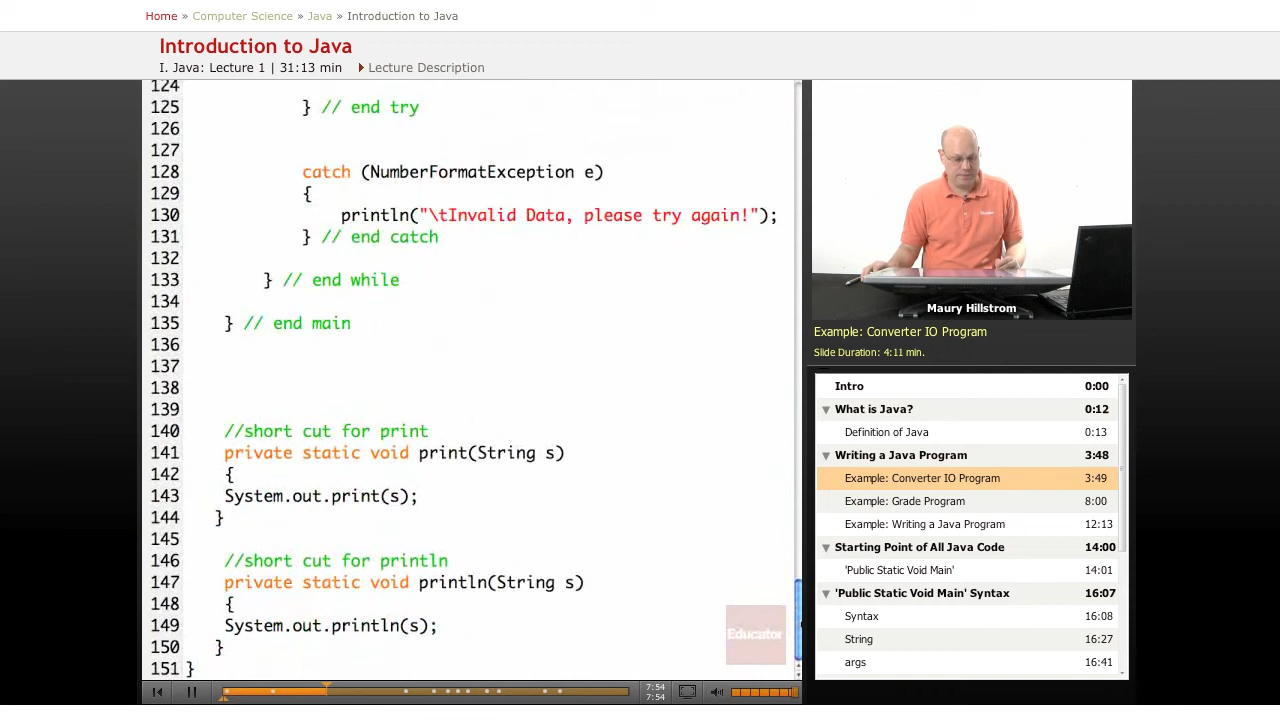 Home » Computer Science » Java » Introduction to Java
Introduction to Java
I. Java: Lecture 1 | 31:13 min Lecture Description
124
125 } // end try
126
127
128 catch (NumberFormatException e)
129 {
130 println("\tInvalid Data, please try again!");
131 } // end catch
132
133 } // end while
134
135 } // end main
136
137
138
139
140 //short cut for print
141 private static void print(String s)
142 {
143 System.out.print(s);
144 }
145
146 //short cut for println
147 private static void println(String s)
148 {
149 System.out.println(s);
150 }
151 }
Educator
7:54
7:54
Maury Hillstrom
Example: Converter IO Program
Slide Duration: 4:11 min.
Intro 0:00
What is Java? 0:12
Definition of Java 0:13
Writing a Java Program 3:48
Example: Converter IO Program 3:49
Example: Grade Program 8:00
Example: Writing a Java Program 12:13
Starting Point of All Java Code 14:00
'Public Static Void Main' 14:01
'Public Static Void Main' Syntax 16:07
Syntax 16:08
String 16:27
args 16:41